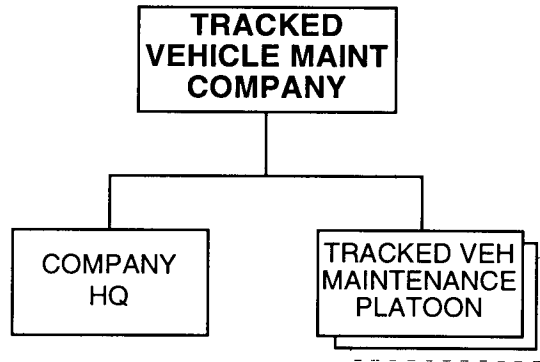 TRACKED
VEHICLE MAINT
COMPANY
COMPANY
HQ
TRACKED VEH
MAINTENANCE
PLATOON